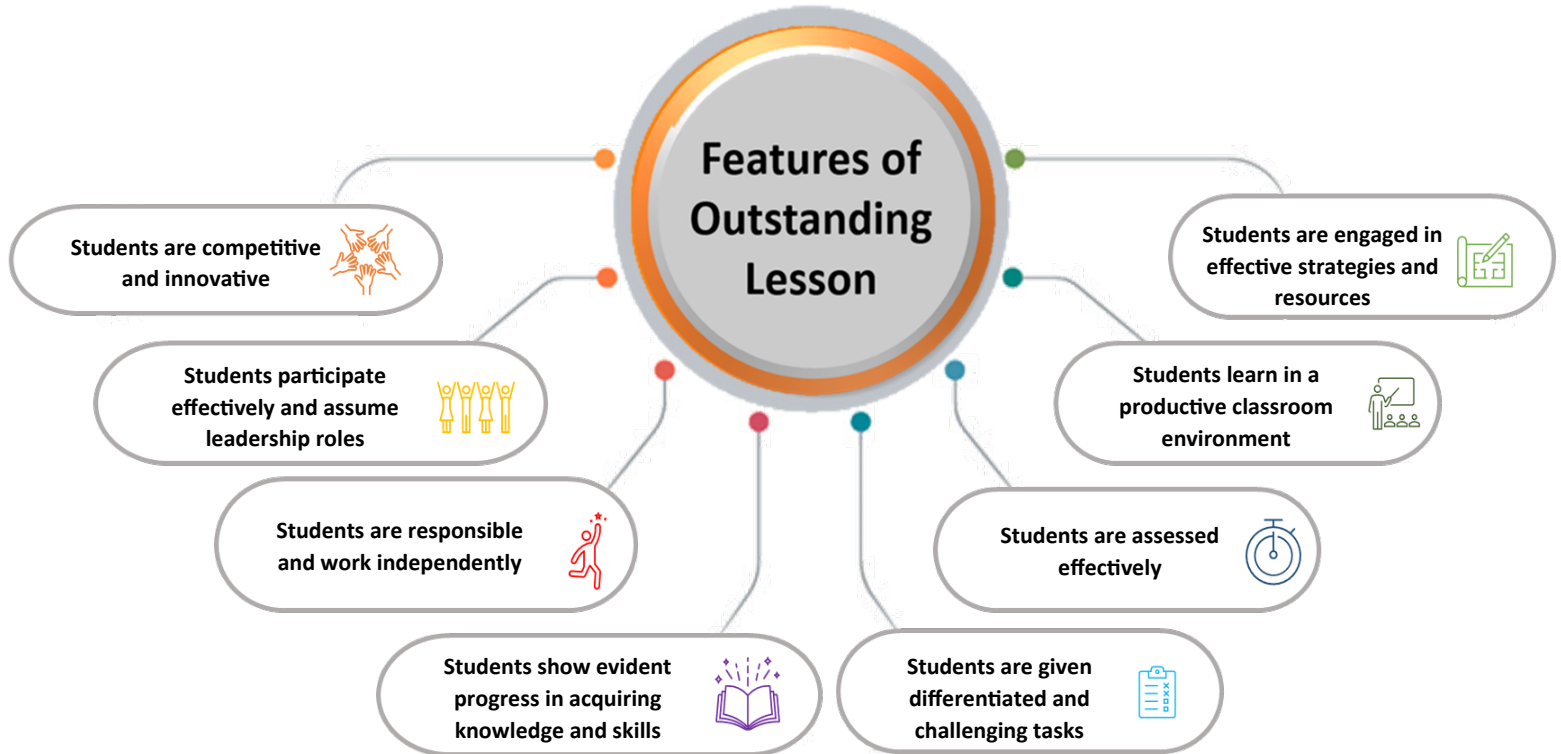 Features of
Outstanding
Lesson
Students are competitive
and innovative
Students participate
effectively and assume
leadership roles
Students are responsible
and work independently
Students show evident
progress in acquiring
knowledge and skills
Students are given
differentiated and
challenging tasks
Students are assessed
effectively
Students learn in a
productive classroom
environment
Students are engaged in
effective strategies and
resources